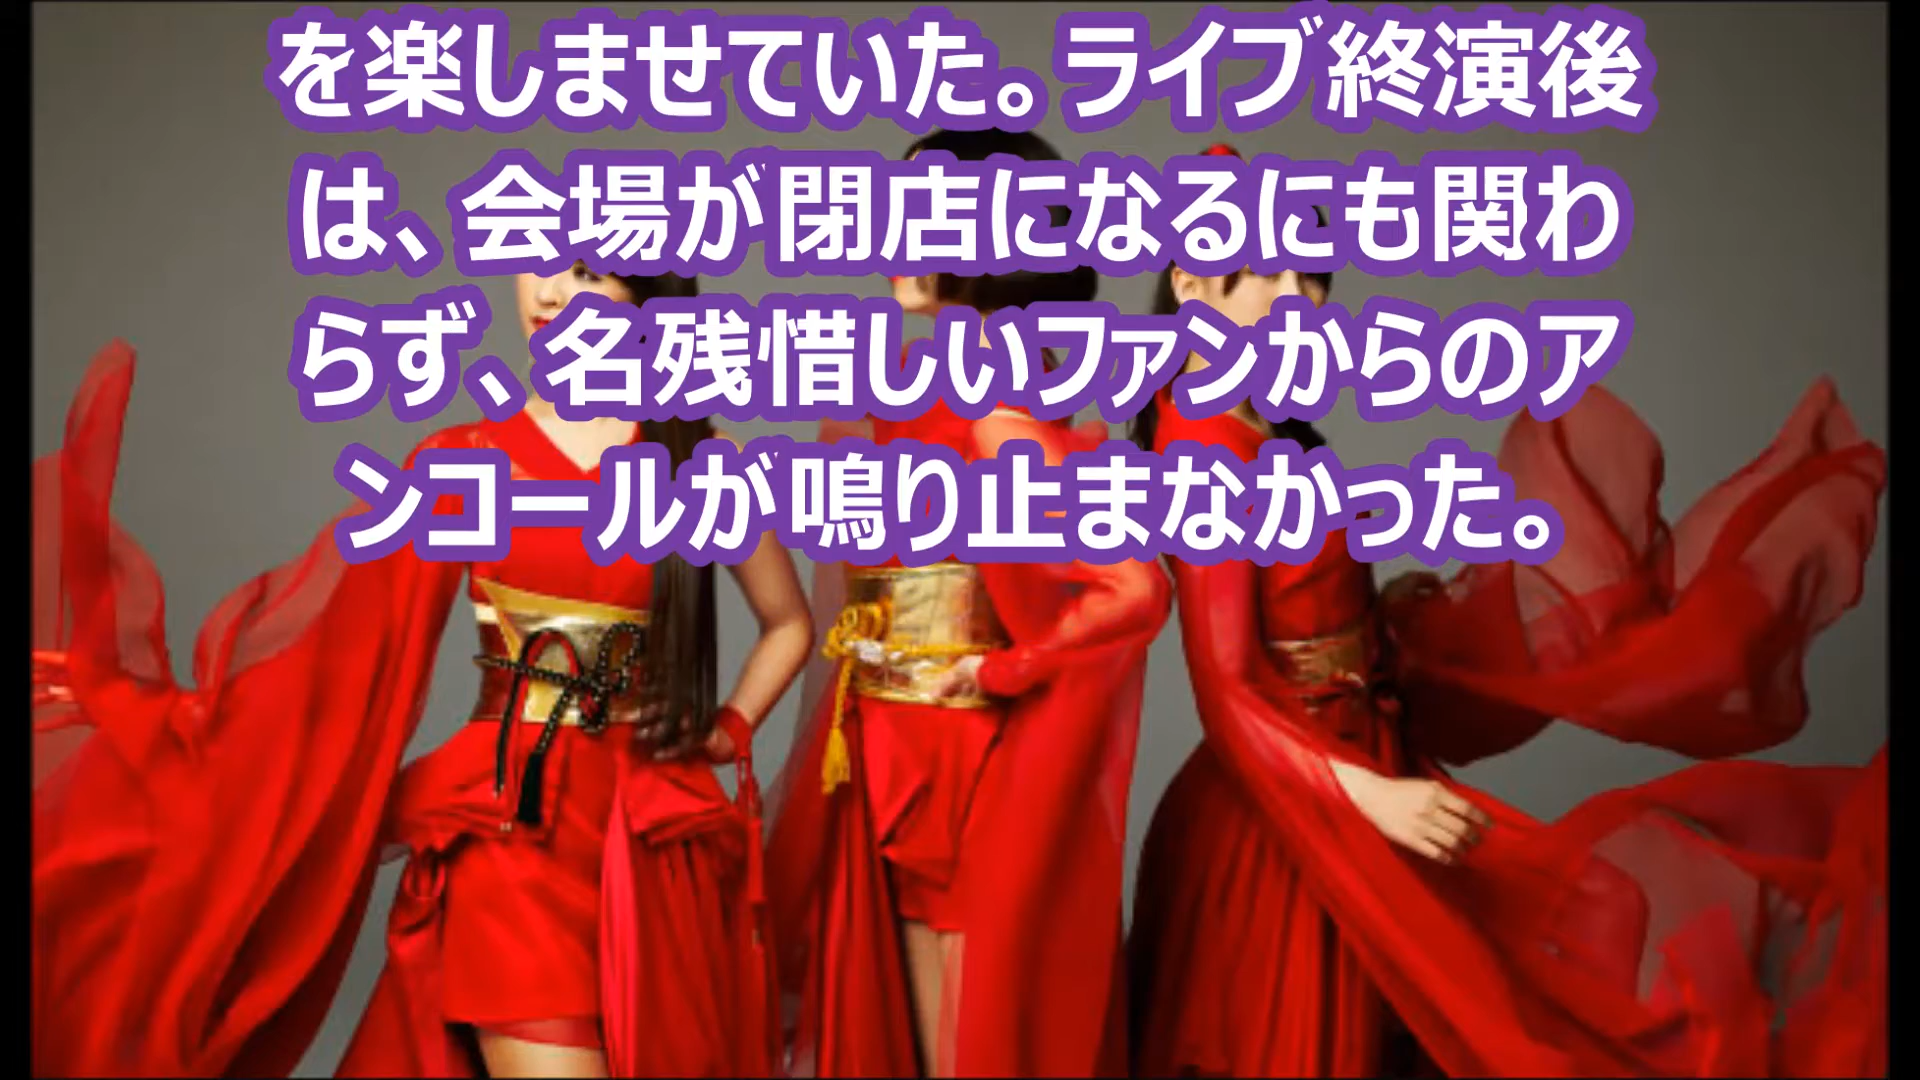 を楽しませていた。ライブ終演後
は、会場が閉店になるにも関わ
らず、名残惜しいファンからのア
ンコールが鳴り止まなかった。